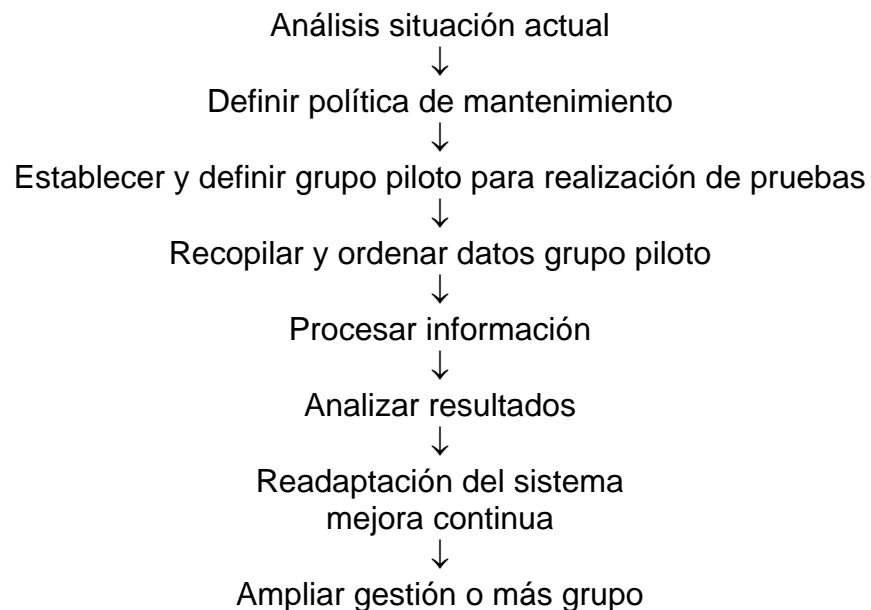 Análisis situación actual
↓
Definir política de mantenimiento
↓
Establecer y definir grupo piloto para realización de pruebas
↓
Recopilar y ordenar datos grupo piloto
↓
Procesar información
↓
Analizar resultados
↓
Readaptación del sistema
mejora continua
↓
Ampliar gestión o más grupo